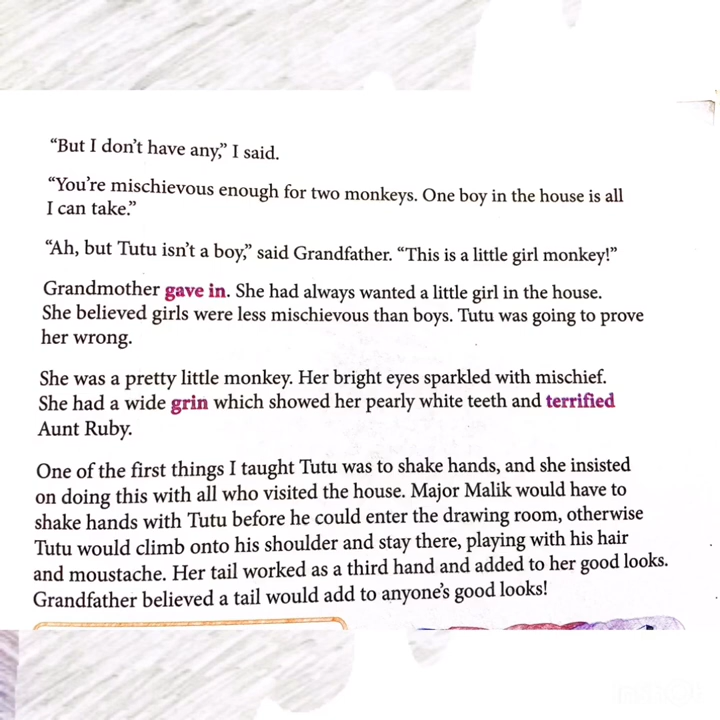 “But I don’t have any,” I said.
“You’re mischievous enough for two monkeys. One boy in the house is all
I can take.”
“Ah, but Tutu isn’t a boy,” said Grandfather. “This is a little girl monkey!”
Grandmother gave in. She had always wanted a little girl in the house.
She believed girls were less mischievous than boys. Tutu was going to prove
her wrong.
She was a pretty little monkey. Her bright eyes sparkled with mischief.
She had a wide grin which showed her pearly white teeth and terrified
Aunt Ruby.
One of the first things I taught Tutu was to shake hands, and she insisted
on doing this with all who visited the house. Major Malik would have to
shake hands with Tutu before he could enter the drawing room, otherwise
Tutu would climb onto his shoulder and stay there, playing with his hair
and moustache. Her tail worked as a third hand and added to her good looks.
Grandfather believed a tail would add to anyone’s good looks!